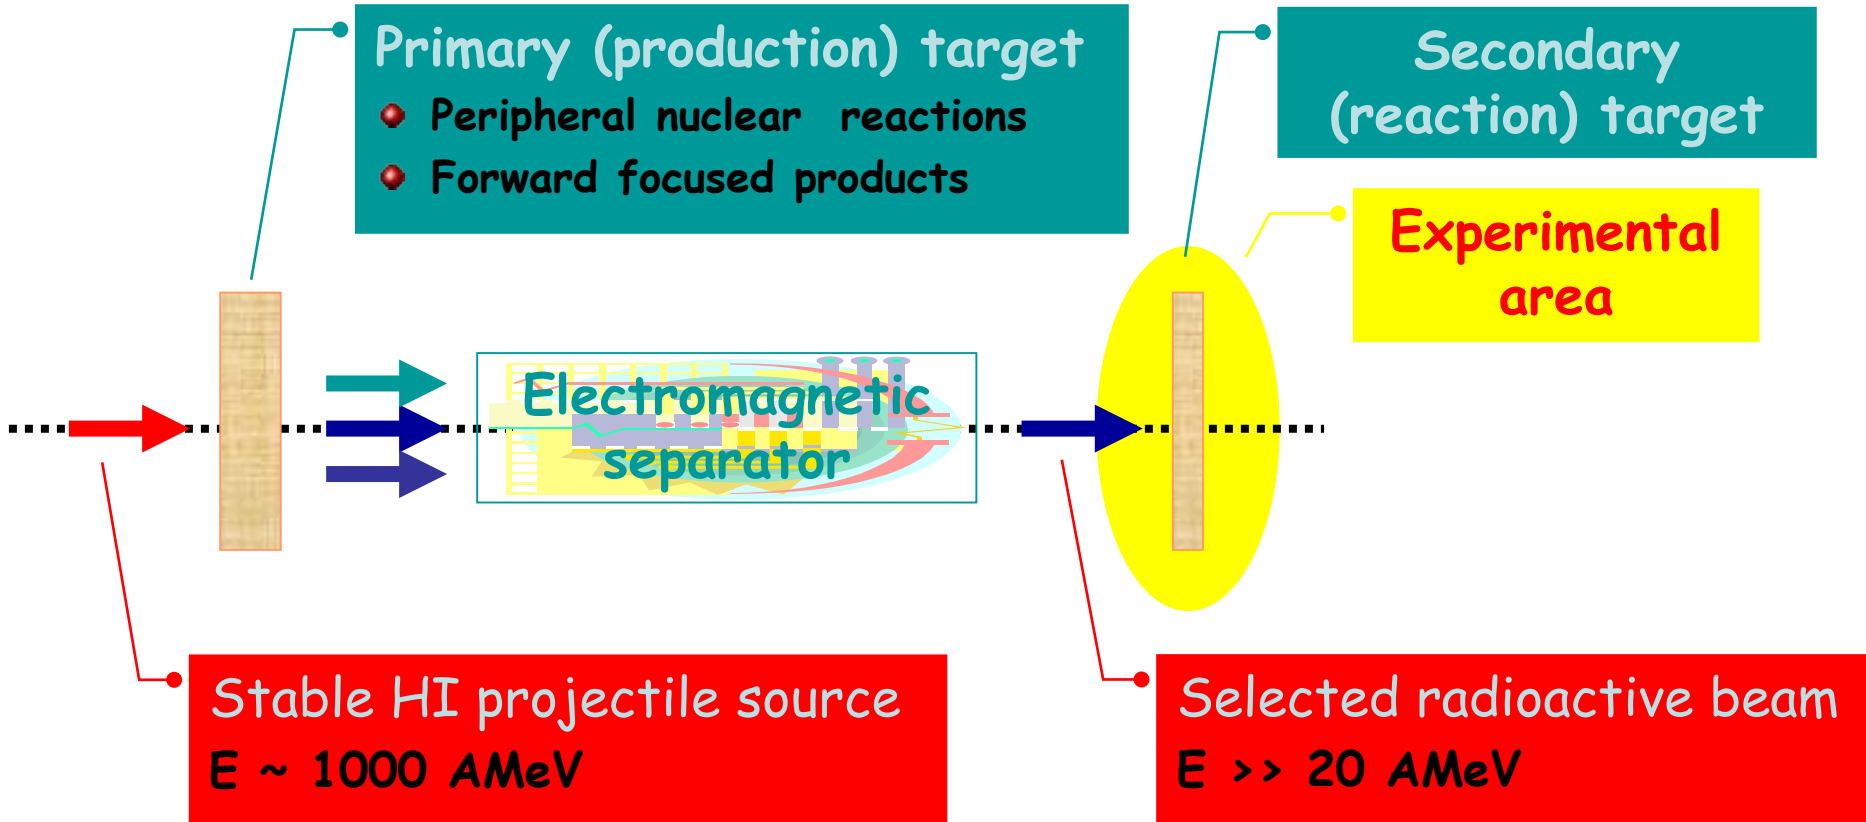 Primary (production) target
Peripheral nuclear reactions
Forward focused products
Secondary
(reaction) target
Experimental
area
Electromagnetic
separator
Stable HI projectile source
E ~ 1000 AMeV
Selected radioactive beam
E >> 20 AMeV